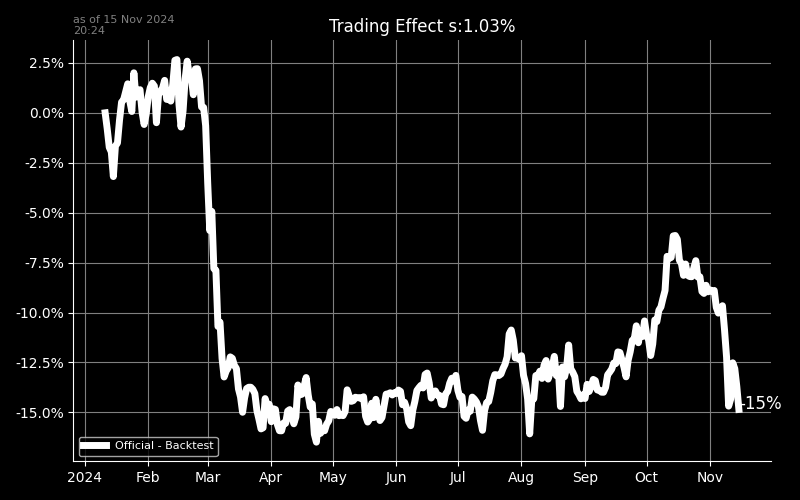 as of 15 Nov 2024
20:24
Trading Effect s:1.03%
2.5%
0.0%
-2.5%
-5.0%
-7.5%
-10.0%
-12.5%
-15.0%
-15%
Official - Backtest
2024 Feb Mar Apr May Jun Jul Aug Sep Oct Nov